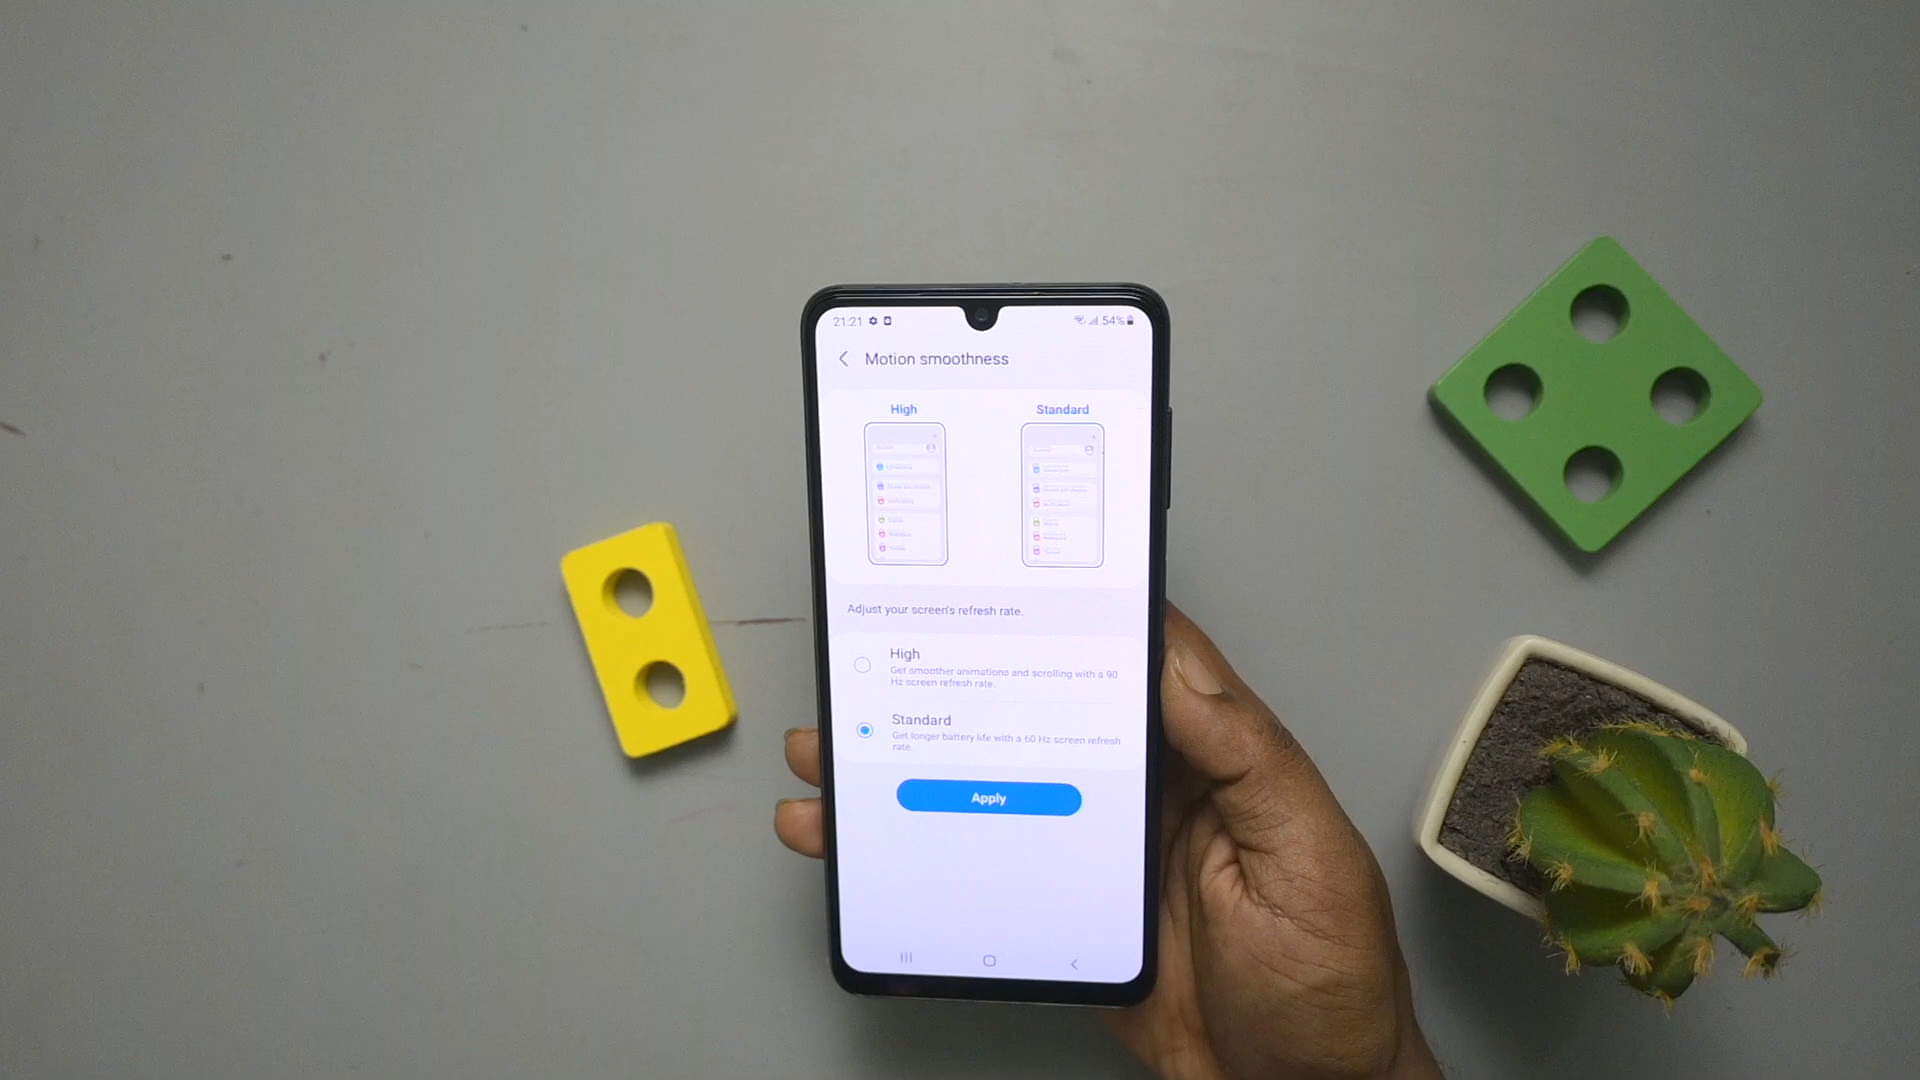 21:21 54%
Motion smoothness
High Standard
Adjust your screen's refresh rate.
High
Get smoother animations and scrolling with a 90
Hz screen refresh rate.
Standard
Get longer battery life with a 60 Hz screen refresh
rate.
Apply